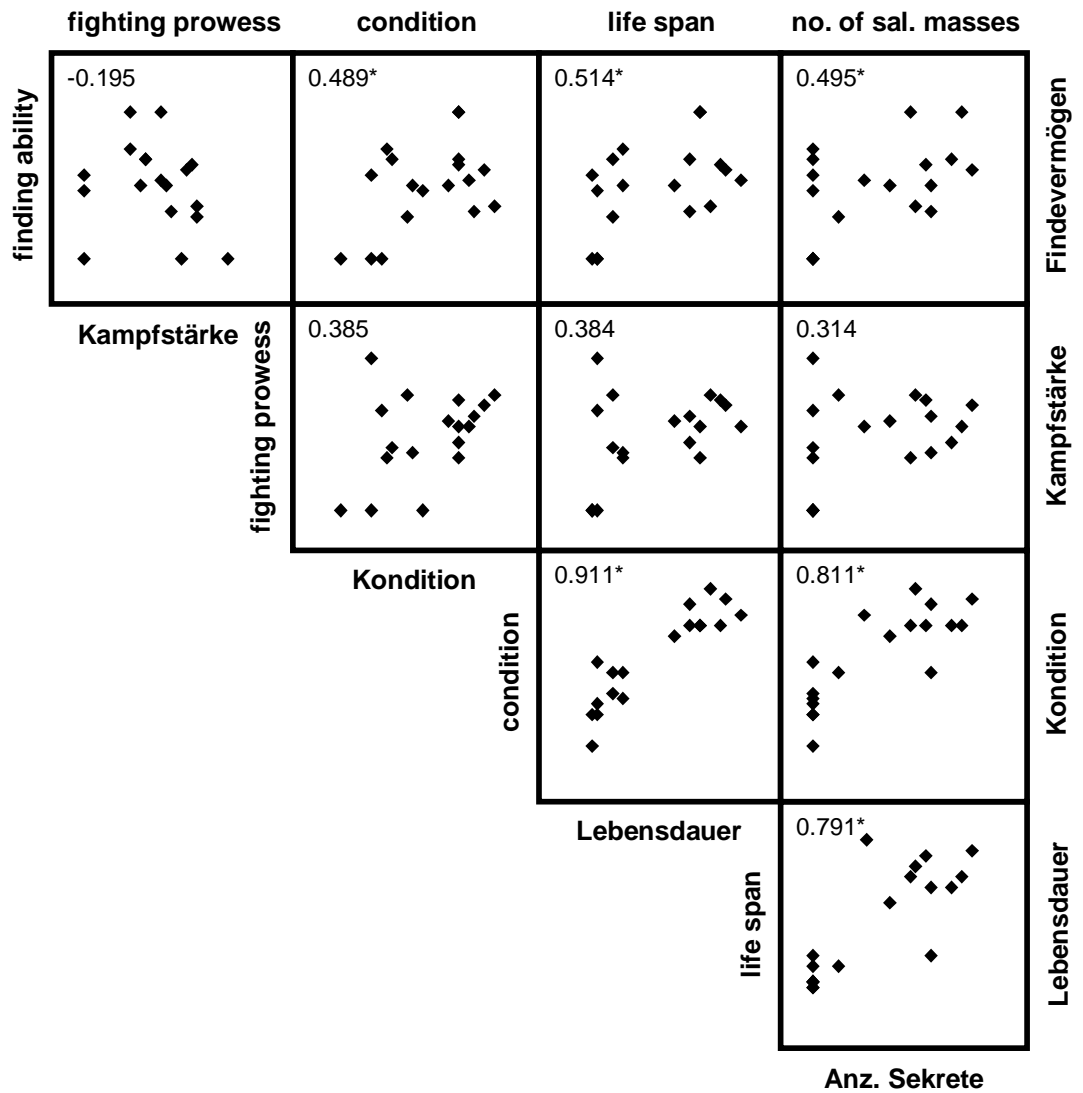 fighting prowess condition life span no. of sal. masses
finding ability
-0.195 0.489* 0.514* 0.495*
Findevermögen
Kampfstärke
fighting prowess
0.385 0.384 0.314
Kampfstärke
Kondition
condition
0.911* 0.811*
Kondition
Lebensdauer
life span
0.791*
Lebensdauer
Anz. Sekrete